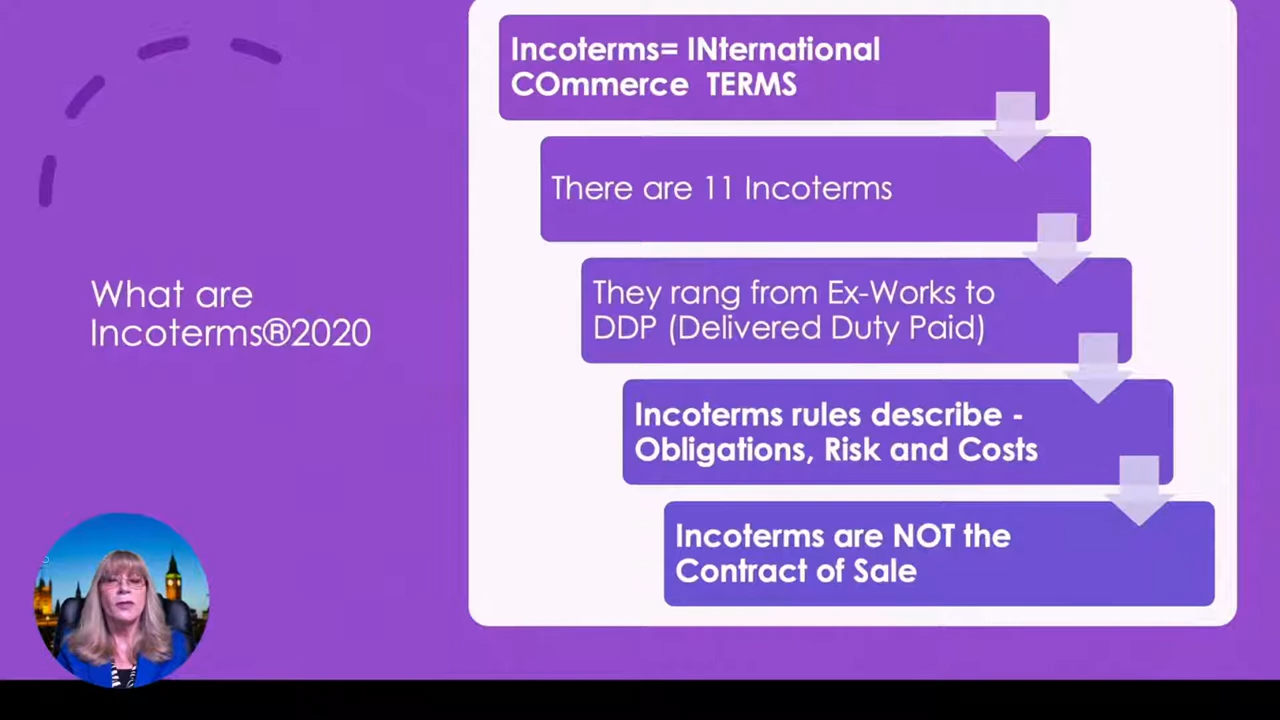 What are
Incoterms®2020
Incoterms= INternational
COmmerce TERMS
There are 11 Incoterms
They rang from Ex-Works to
DDP (Delivered Duty Paid)
Incoterms rules describe -
Obligations, Risk and Costs
Incoterms are NOT the
Contract of Sale